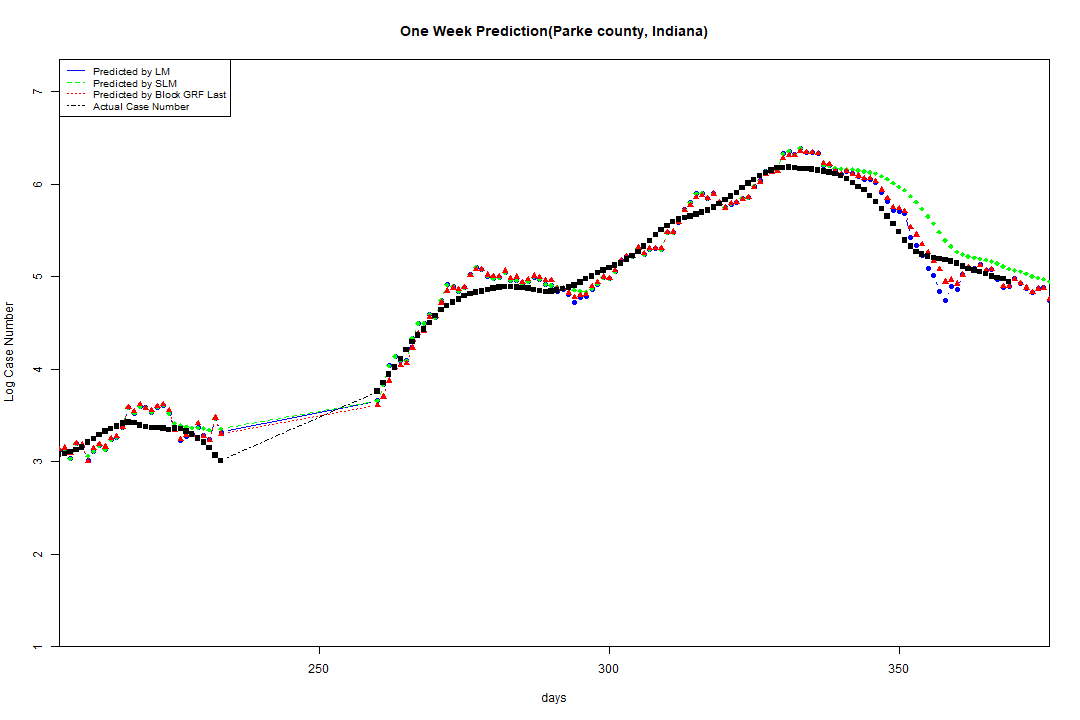 One Week Prediction(Parke county, Indiana)
Predicted by LM
Predicted by SLM
Predicted by Block GRF Last
Actual Case Number
7
6
5
4
3
2
1
Log Case Number
250
300
350
days